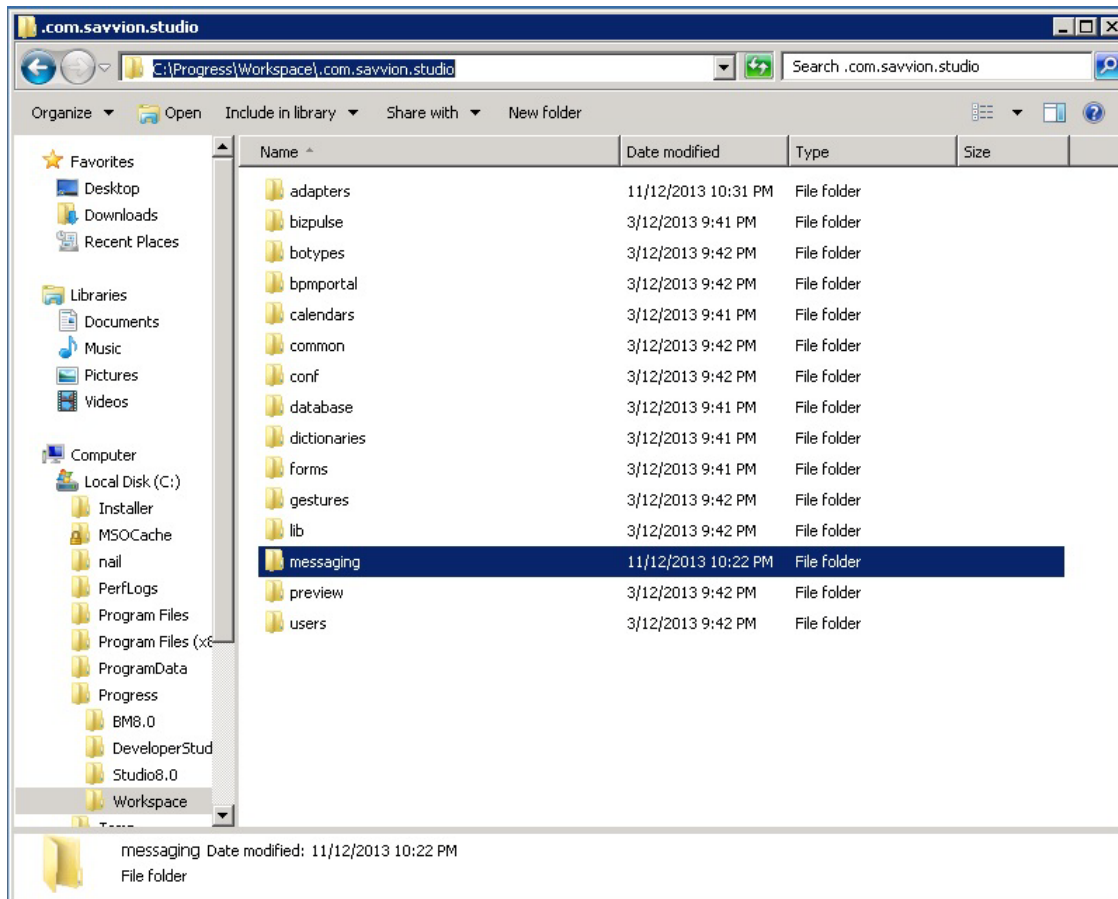 .com.savvion.studio
C:\Progress\Workspace\.com.savvion.studio
Search .com.savvion.studio
Organize Open Include in library Share with New folder
Favorites
Desktop
Downloads
Recent Places
Libraries
Documents
Music
Pictures
Videos
Computer
Local Disk (C:)
Installer
MSOCache
nail
PerfLogs
Program Files
Program Files (x8
ProgramData
Progress
BM8.0
DeveloperStud
Studio8.0
Workspace
Name Date modified Type Size
adapters 11/12/2013 10:31 PM File folder
bizpulse 3/12/2013 9:41 PM File folder
botypes 3/12/2013 9:42 PM File folder
bpmportal 3/12/2013 9:42 PM File folder
calendars 3/12/2013 9:41 PM File folder
common 3/12/2013 9:42 PM File folder
conf 3/12/2013 9:42 PM File folder
database 3/12/2013 9:41 PM File folder
dictionaries 3/12/2013 9:41 PM File folder
forms 3/12/2013 9:41 PM File folder
gestures 3/12/2013 9:42 PM File folder
lib 3/12/2013 9:42 PM File folder
messaging 11/12/2013 10:22 PM File folder
preview 3/12/2013 9:42 PM File folder
users 3/12/2013 9:42 PM File folder
messaging Date modified: 11/12/2013 10:22 PM
File folder